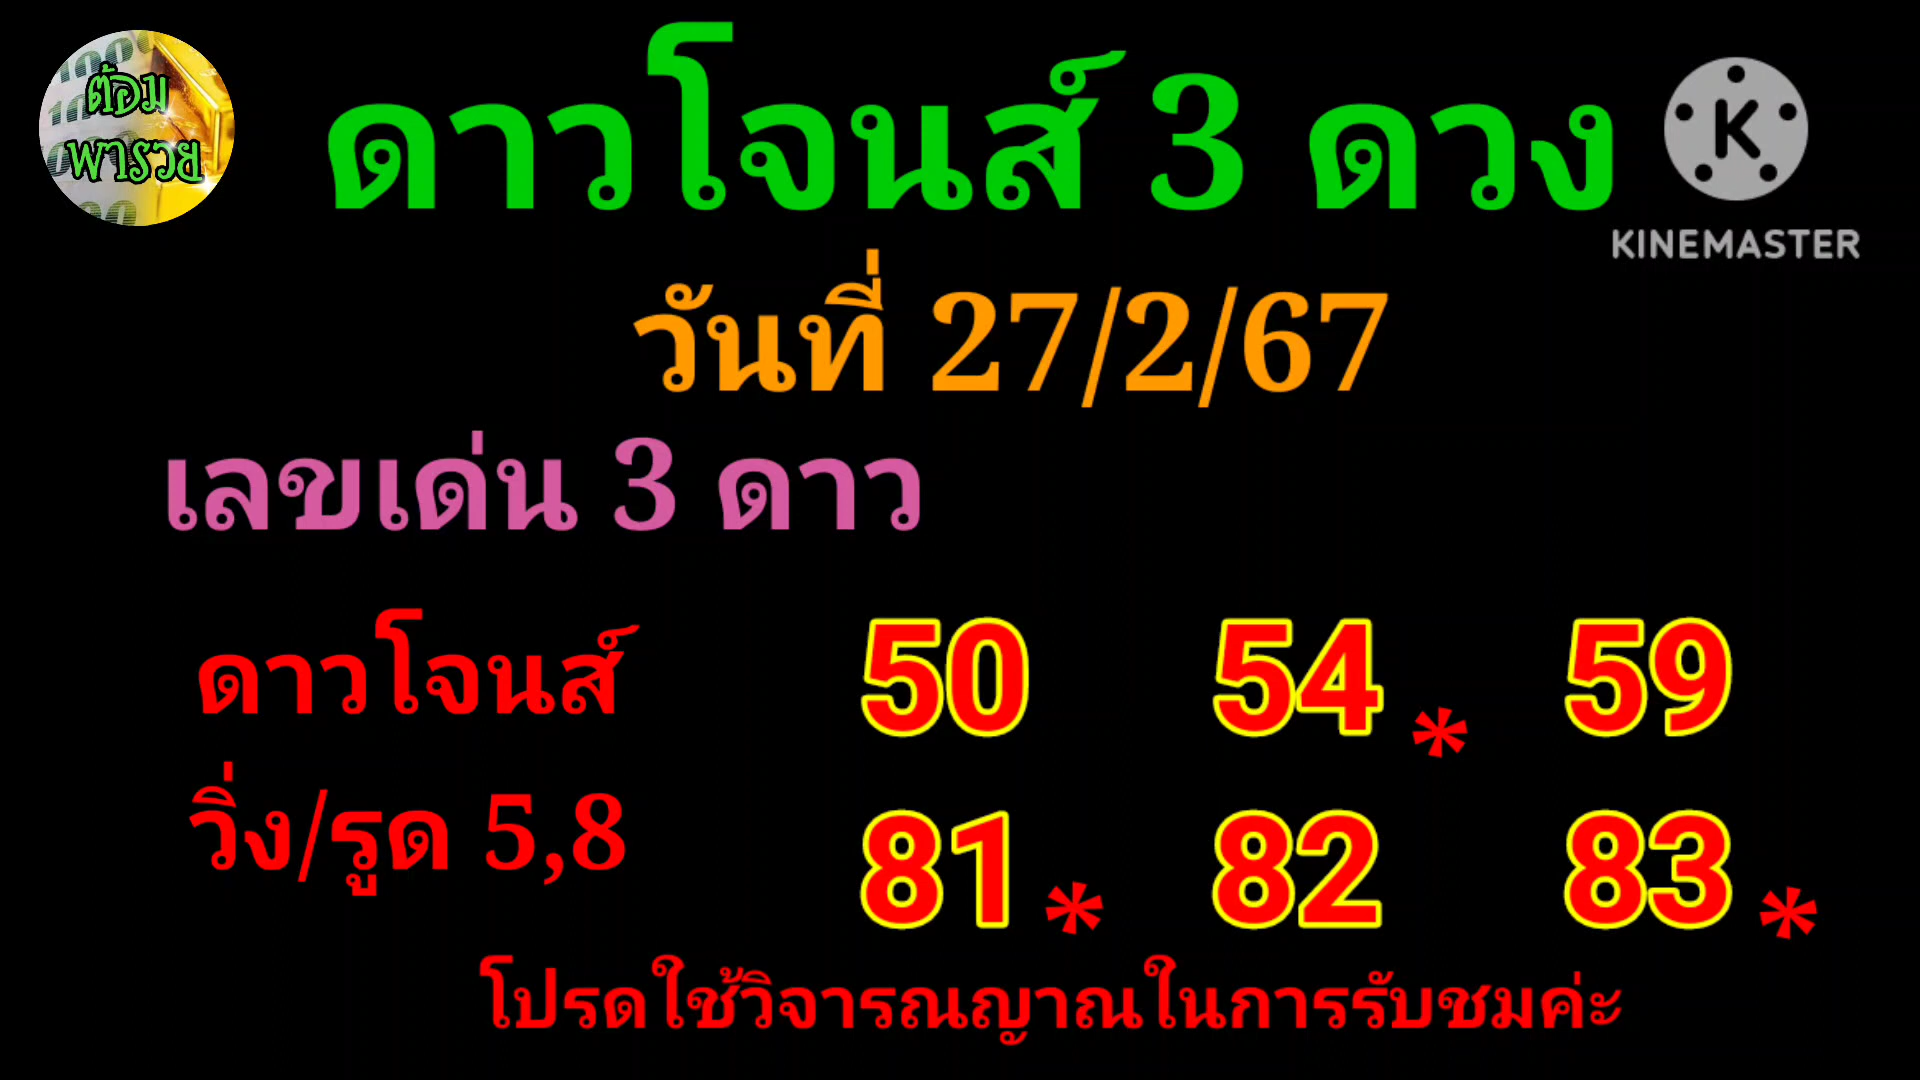 ต้อม
พารวย
ดาวโจนส์ 3 ดวง
KINEMASTER
วันที่ 27/2/67
เลขเด่น 3 ดาว
ดาวโจนส์ 50 54 * 59
วิ่ง/รูด 5,8 81 * 82 83 *
โปรดใช้วิจารณญาณในการรับชมค่ะ